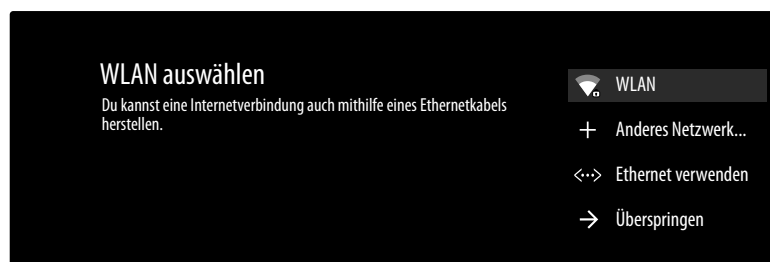 WLAN auswählen
Du kannst eine Internetverbindung auch mithilfe eines Ethernetkabels
herstellen.
WLAN
Anderes Netzwerk...
Ethernet verwenden
Überspringen